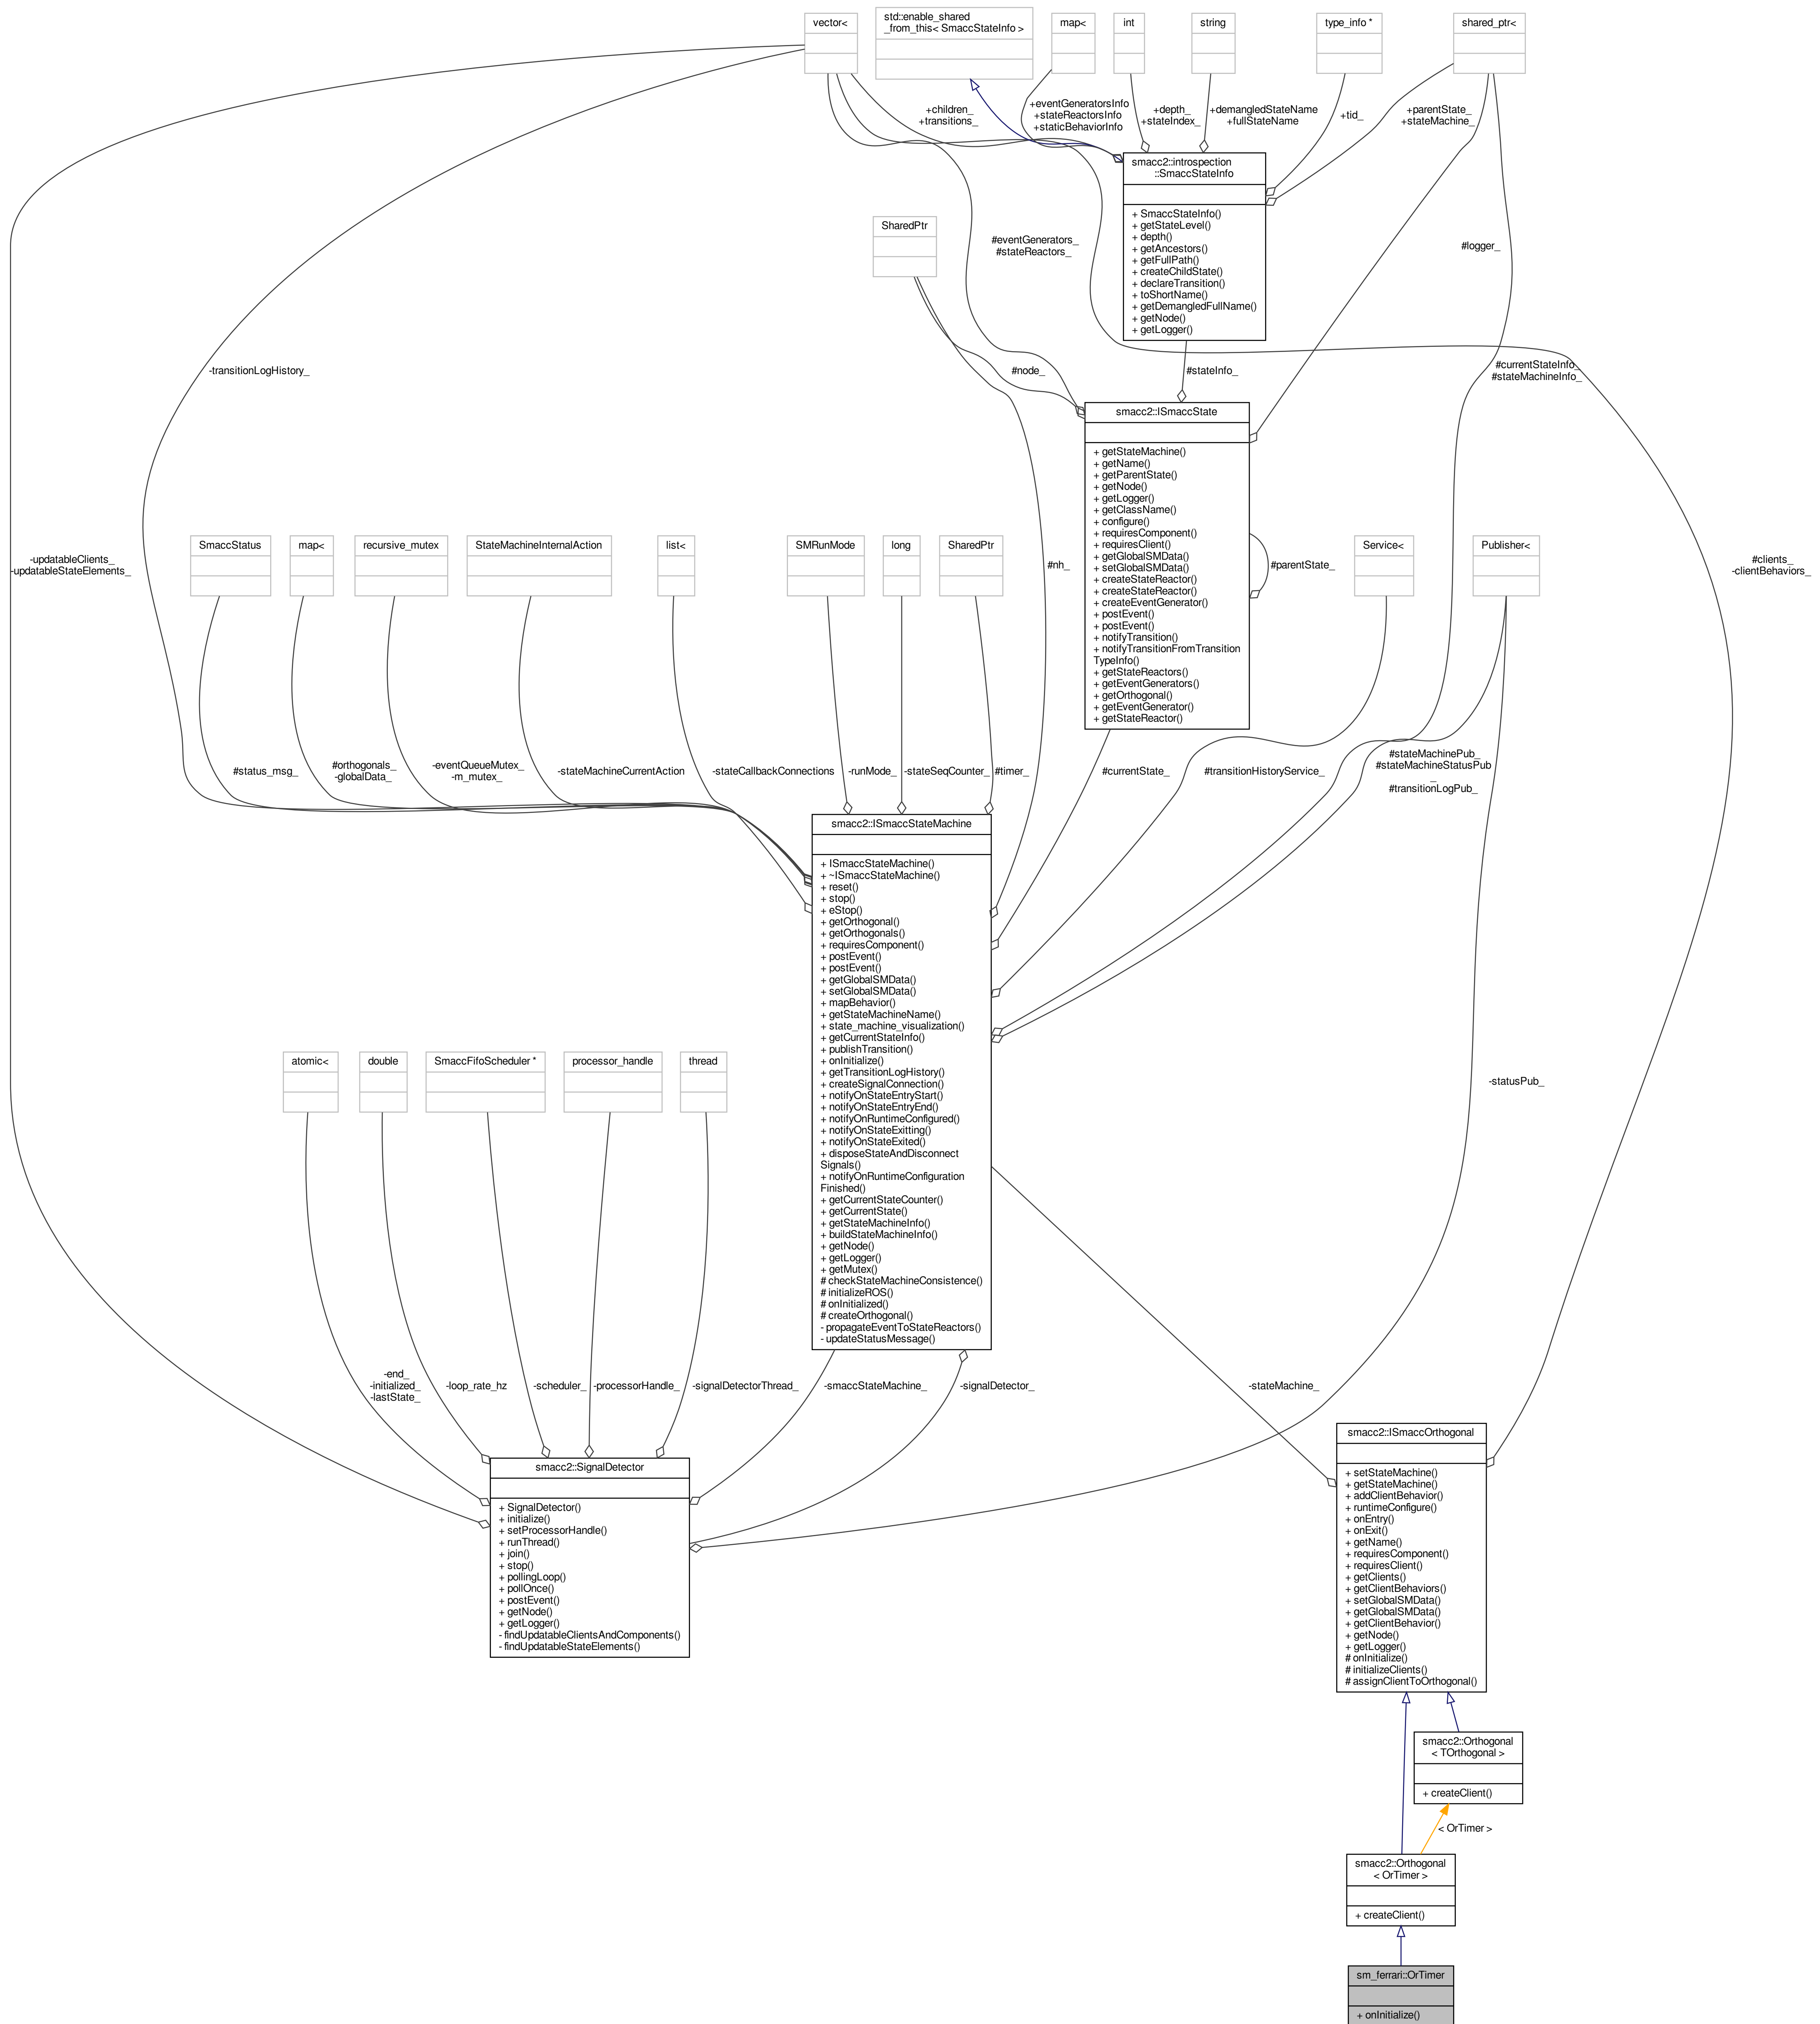 vector<
std::enable_shared
_from_this< SmaccStateInfo >
map<
int
string
type_info *
shared_ptr<
+children_
+transitions_
+eventGeneratorsInfo
+stateReactorsInfo
+staticBehaviorInfo
+depth_
+stateIndex_
+demangledStateName
+fullStateName
+tid_
+parentState_
+stateMachine_
smacc2::introspection
::SmaccStateInfo
+ SmaccStateInfo()
+ getStateLevel()
+ depth()
+ getAncestors()
+ getFullPath()
+ createChildState()
+ declareTransition()
+ toShortName()
+ getDemangledFullName()
+ getNode()
+ getLogger()
SharedPtr
#eventGenerators_
#stateReactors_
#logger_
-transitionLogHistory_
#node_
#stateInfo_
#currentStateInfo_
#stateMachineInfo_
smacc2::ISmaccState
+ getStateMachine()
+ getName()
+ getParentState()
+ getNode()
+ getLogger()
+ getClassName()
+ configure()
+ requiresComponent()
+ requiresClient()
+ getGlobalSMData()
+ setGlobalSMData()
+ createStateReactor()
+ createStateReactor()
+ createEventGenerator()
+ postEvent()
+ postEvent()
+ notifyTransition()
+ notifyTransitionFromTransition
TypeInfo()
+ getStateReactors()
+ getEventGenerators()
+ getOrthogonal()
+ getEventGenerator()
+ getStateReactor()
#parentState_
-updatableClients_
-updatableStateElements_
SmaccStatus
map<
recursive_mutex
StateMachineInternalAction
list<
SMRunMode
long
SharedPtr
#nh_
Service<
Publisher<
#clients_
-clientBehaviors_
#status_msg_
#orthogonals_
-globalData_
-eventQueueMutex_
-m_mutex_
-stateMachineCurrentAction
-stateCallbackConnections
-runMode_
-stateSeqCounter_
#timer_
#currentState_
#transitionHistoryService_
#stateMachinePub_
#stateMachineStatusPub
_
#transitionLogPub_
smacc2::ISmaccStateMachine
+ ISmaccStateMachine()
+ ~ISmaccStateMachine()
+ reset()
+ stop()
+ eStop()
+ getOrthogonal()
+ getOrthogonals()
+ requiresComponent()
+ postEvent()
+ postEvent()
+ getGlobalSMData()
+ setGlobalSMData()
+ mapBehavior()
+ getStateMachineName()
+ state_machine_visualization()
+ getCurrentStateInfo()
+ publishTransition()
+ onInitialize()
+ getTransitionLogHistory()
+ createSignalConnection()
+ notifyOnStateEntryStart()
+ notifyOnStateEntryEnd()
+ notifyOnRuntimeConfigured()
+ notifyOnStateExitting()
+ notifyOnStateExited()
+ disposeStateAndDisconnect
Signals()
+ notifyOnRuntimeConfiguration
Finished()
+ getCurrentStateCounter()
+ getCurrentState()
+ getStateMachineInfo()
+ buildStateMachineInfo()
+ getNode()
+ getLogger()
+ getMutex()
# checkStateMachineConsistence()
# initializeROS()
# onInitialized()
# createOrthogonal()
- propagateEventToStateReactors()
- updateStatusMessage()
atomic<
double
SmaccFifoScheduler *
processor_handle
thread
-statusPub_
-end_
-initialized_
-lastState_
-loop_rate_hz
-scheduler_
-processorHandle_
-signalDetectorThread_
-smaccStateMachine_
-signalDetector_
-stateMachine_
smacc2::SignalDetector
+ SignalDetector()
+ initialize()
+ setProcessorHandle()
+ runThread()
+ join()
+ stop()
+ pollingLoop()
+ pollOnce()
+ postEvent()
+ getNode()
+ getLogger()
- findUpdatableClientsAndComponents()
- findUpdatableStateElements()
smacc2::ISmaccOrthogonal
+ setStateMachine()
+ getStateMachine()
+ addClientBehavior()
+ runtimeConfigure()
+ onEntry()
+ onExit()
+ getName()
+ requiresComponent()
+ requiresClient()
+ getClients()
+ getClientBehaviors()
+ setGlobalSMData()
+ getGlobalSMData()
+ getClientBehavior()
+ getNode()
+ getLogger()
# onInitialize()
# initializeClients()
# assignClientToOrthogonal()
smacc2::Orthogonal
< TOrthogonal >
+ createClient()
< OrTimer >
smacc2::Orthogonal
< OrTimer >
+ createClient()
sm_ferrari::OrTimer
+ onInitialize()